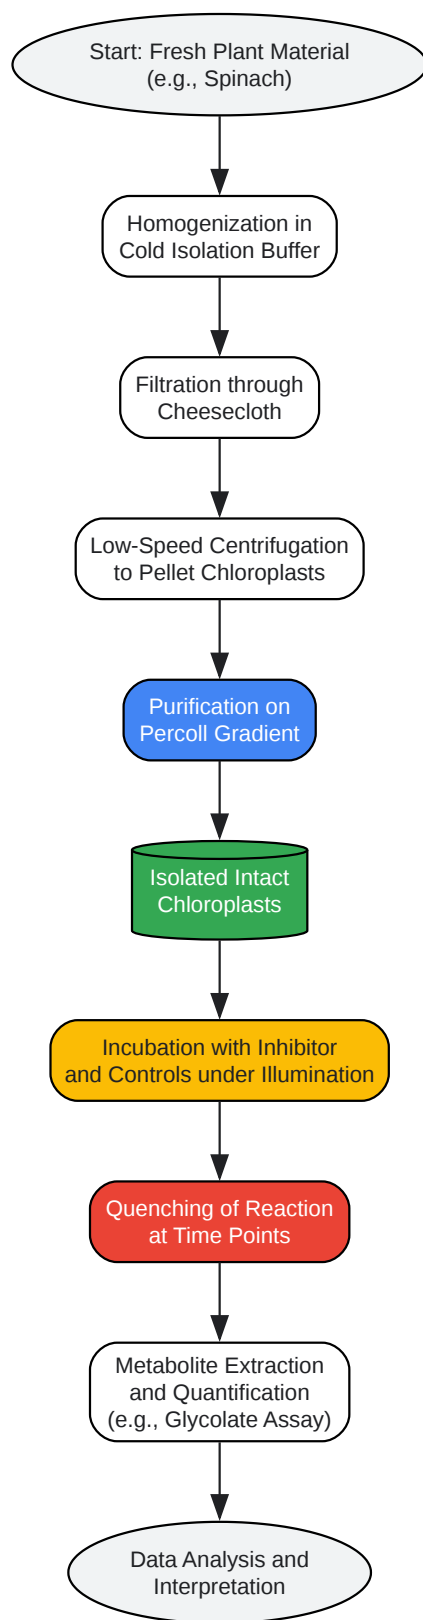 Start: Fresh Plant Material
(e.g., Spinach)
Homogenization in
Cold Isolation Buffer
Filtration through
Cheesecloth
Low-Speed Centrifugation
to Pellet Chloroplasts
Purification on
Percoll Gradient
Isolated Intact
Chloroplasts
Incubation with Inhibitor
and Controls under Illumination
Quenching of Reaction
at Time Points
Metabolite Extraction
and Quantification
(e.g., Glycolate Assay)
Data Analysis and
Interpretation